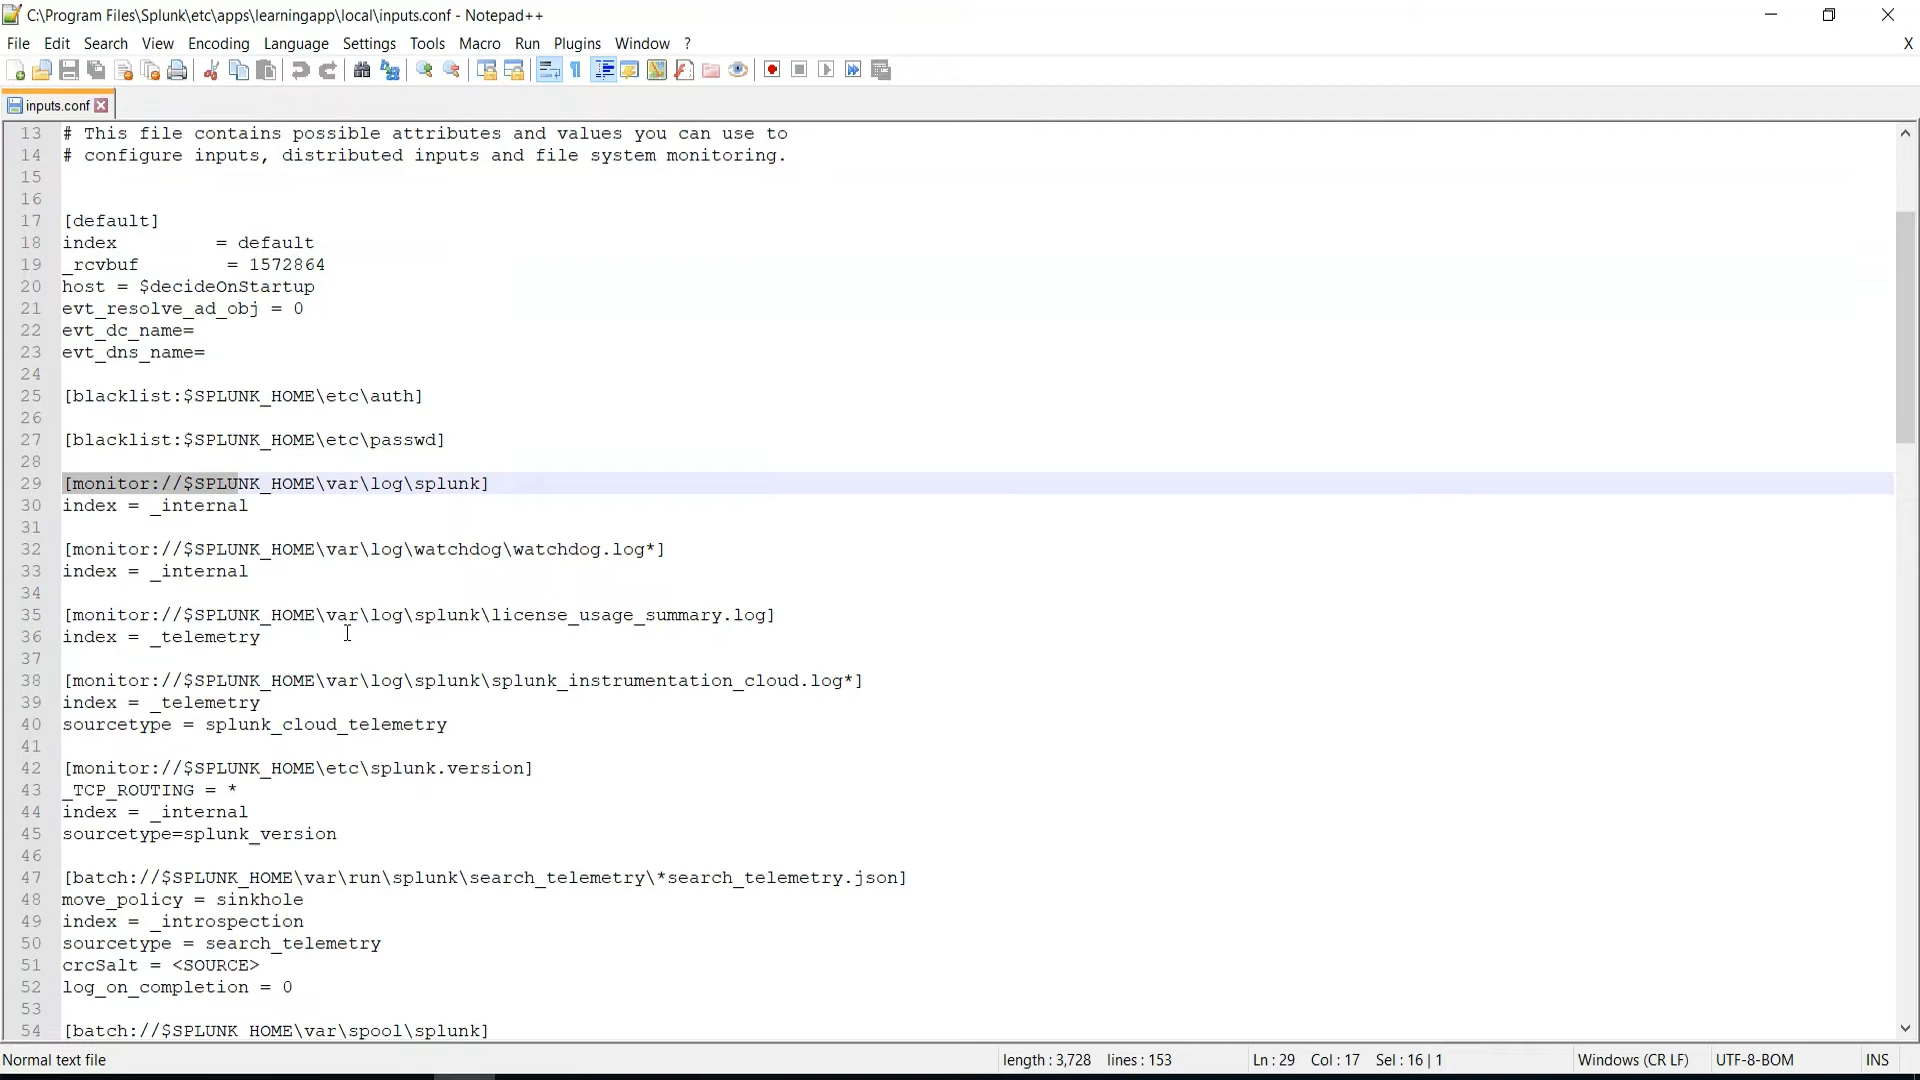 C:\Program Files\Splunk\etc\apps\learningapp\local\inputs.conf - Notepad++
File Edit Search View Encoding Language Settings Tools Macro Run Plugins Window ? X
inputs.conf
13 # This file contains possible attributes and values you can use to
14 # configure inputs, distributed inputs and file system monitoring.
15
16
17 [default]
18 index         = default
19 _rcvbuf        = 1572864
20 host = $decideOnStartup
21 evt_resolve_ad_obj = 0
22 evt_dc_name=
23 evt_dns_name=
24
25 [blacklist:$SPLUNK_HOME\etc\auth]
26
27 [blacklist:$SPLUNK_HOME\etc\passwd]
28
29 [monitor://$SPLUNK_HOME\var\log\splunk]
30 index = _internal
31
32 [monitor://$SPLUNK_HOME\var\log\watchdog\watchdog.log*]
33 index = _internal
34
35 [monitor://$SPLUNK_HOME\var\log\splunk\license_usage_summary.log]
36 index = _telemetry
37
38 [monitor://$SPLUNK_HOME\var\log\splunk\splunk_instrumentation_cloud.log*]
39 index = _telemetry
40 sourcetype = splunk_cloud_telemetry
41
42 [monitor://$SPLUNK_HOME\etc\splunk.version]
43 _TCP_ROUTING = *
44 index = _internal
45 sourcetype=splunk_version
46
47 [batch://$SPLUNK_HOME\var\run\splunk\search_telemetry\*search_telemetry.json]
48 move_policy = sinkhole
49 index = _introspection
50 sourcetype = search_telemetry
51 crcSalt = <SOURCE>
52 log_on_completion = 0
53
54 [batch://$SPLUNK_HOME\var\spool\splunk]
Normal text file length : 3,728 lines : 153 Ln : 29 Col : 17 Sel : 16 | 1 Windows (CR LF) UTF-8-BOM INS